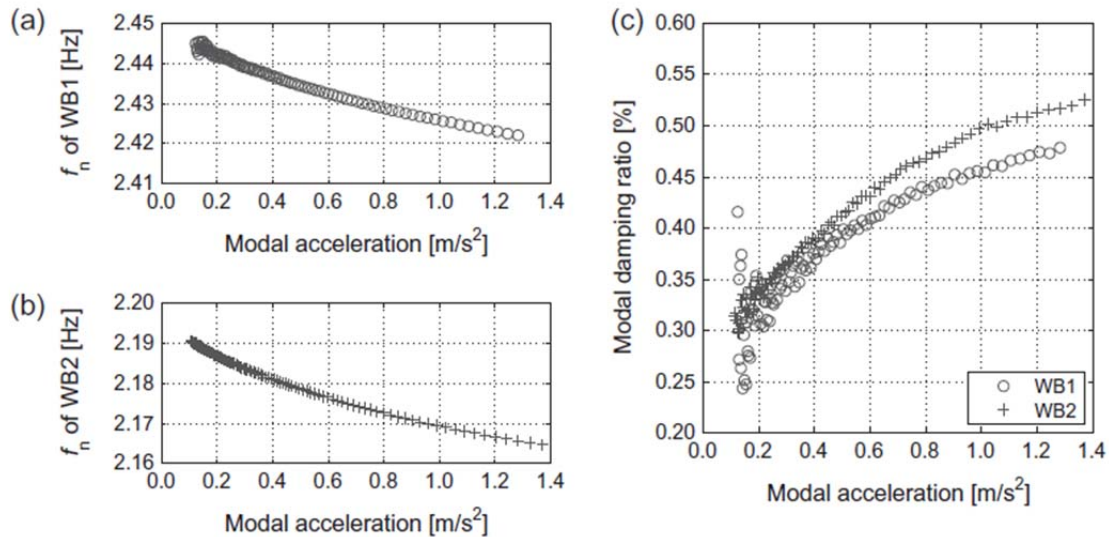 (a)
2.45
2.44
2.43
2.42
2.41
fn of WB1 [Hz]
0.0 0.2 0.4 0.6 0.8 1.0 1.2 1.4
Modal acceleration [m/s²]
(b)
2.20
2.19
2.18
2.17
2.16
fn of WB2 [Hz]
0.0 0.2 0.4 0.6 0.8 1.0 1.2 1.4
Modal acceleration [m/s²]
(c)
0.60
0.55
0.50
0.45
0.40
0.35
0.30
0.25
0.20
Modal damping ratio [%]
WB1
WB2
0.0 0.2 0.4 0.6 0.8 1.0 1.2 1.4
Modal acceleration [m/s²]